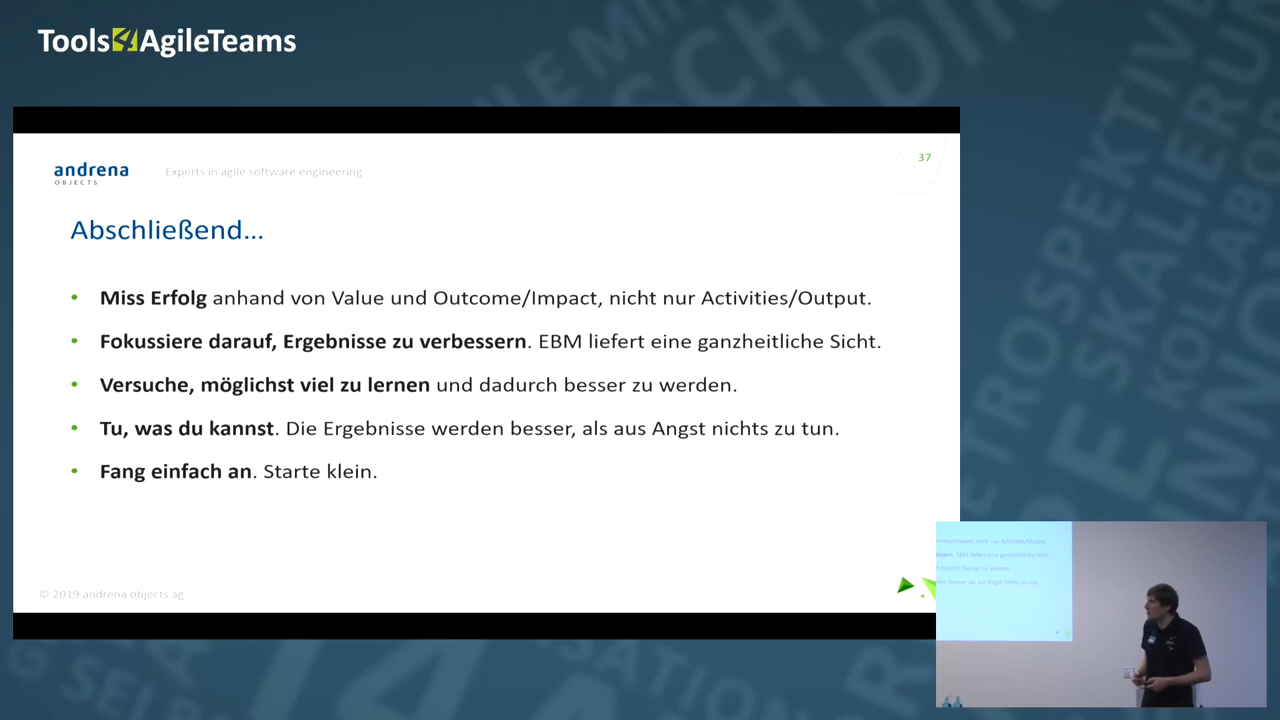 Tools4AgileTeams
andrena
OBJECTS
Experts in agile software engineering
37
Abschließend...
• Miss Erfolg anhand von Value und Outcome/Impact, nicht nur Activities/Output.
• Fokussiere darauf, Ergebnisse zu verbessern. EBM liefert eine ganzheitliche Sicht.
• Versuche, möglichst viel zu lernen und dadurch besser zu werden.
• Tu, was du kannst. Die Ergebnisse werden besser, als aus Angst nichts zu tun.
• Fang einfach an. Starte klein.
© 2019 andrena objects ag